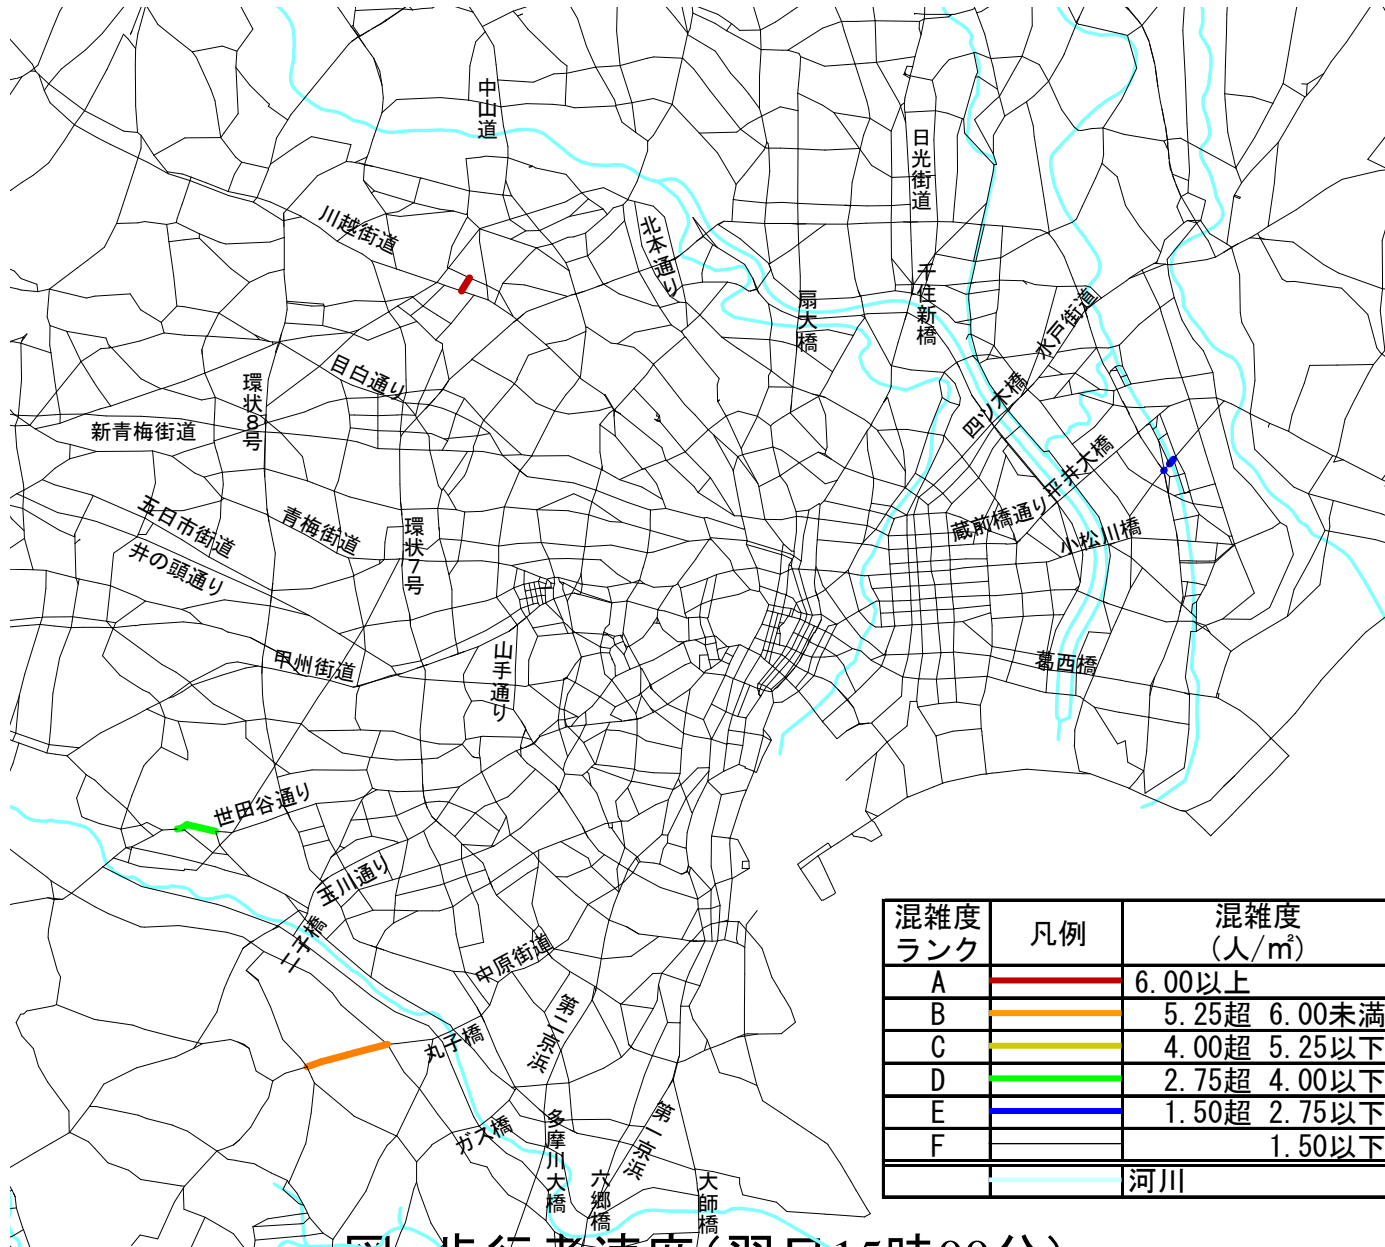 中山道
日光街道
川越街道
北本通り
千住新橋
扇大橋
水戸街道
目白通り
環状8号
四ツ木橋
新青梅街道
平井大橋
五日市街道
青梅街道
蔵前橋通り
小松川橋
井の頭通り
環状7号
甲州街道
山手通り
葛西橋
世田谷通り
玉川通り
二子橋
中原街道
第二京浜
丸子橋
ガス橋
多摩川大橋
第一京浜
六郷橋
大師橋
混雑度ランク 凡例 混雑度(人/㎡)
A 6.00以上
B 5.25超 6.00未満
C 4.00超 5.25以下
D 2.75超 4.00以下
E 1.50超 2.75以下
F 1.50以下
河川